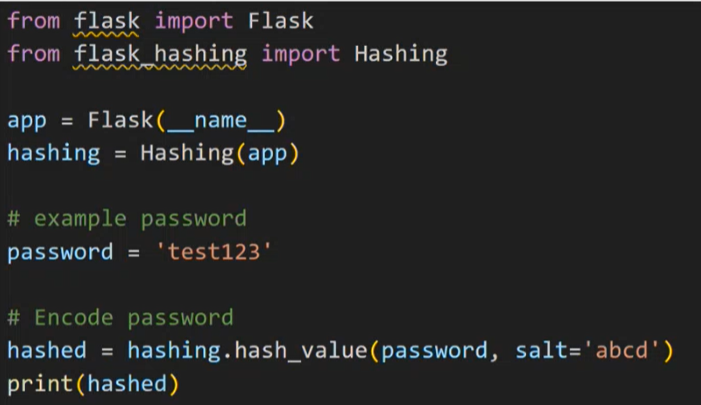 from flask import Flask
from flask_hashing import Hashing
app = Flask(__name__)
hashing = Hashing(app)
# example password
password = 'test123'
# Encode password
hashed = hashing.hash_value(password, salt='abcd')
print(hashed)